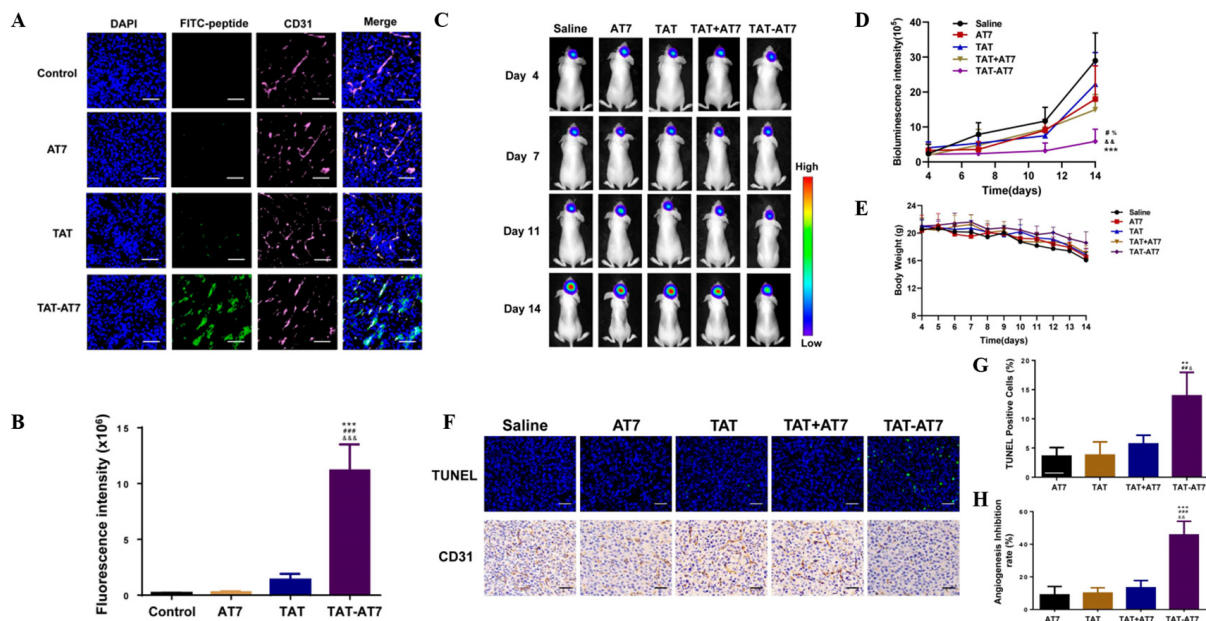 A
DAPI FITC-peptide CD31 Merge
Control
AT7
TAT
TAT-AT7
B
Fluorescence intensity (x10⁶)
15
10
5
0
Control AT7 TAT TAT-AT7
***
###
&&&
C
Saline AT7 TAT TAT+AT7 TAT-AT7
Day 4
Day 7
Day 11
Day 14
High
Low
D
Bioluminescence intensity(10⁵)
40
30
20
10
0
4 6 8 10 12 14
Time(days)
Saline
AT7
TAT
TAT+AT7
TAT-AT7
# %
&&
***
E
Body Weight (g)
24
20
16
12
4 5 6 7 8 9 10 11 12 13 14
Time(days)
Saline
AT7
TAT
TAT+AT7
TAT-AT7
F
Saline AT7 TAT TAT+AT7 TAT-AT7
TUNEL
CD31
G
TUNEL Positive Cells (%)
20
15
10
5
0
AT7 TAT TAT+AT7 TAT-AT7
**
##&
H
Angiogenesis Inhibition
rate (%)
60
40
20
0
AT7 TAT TAT+AT7 TAT-AT7
***
###
&&